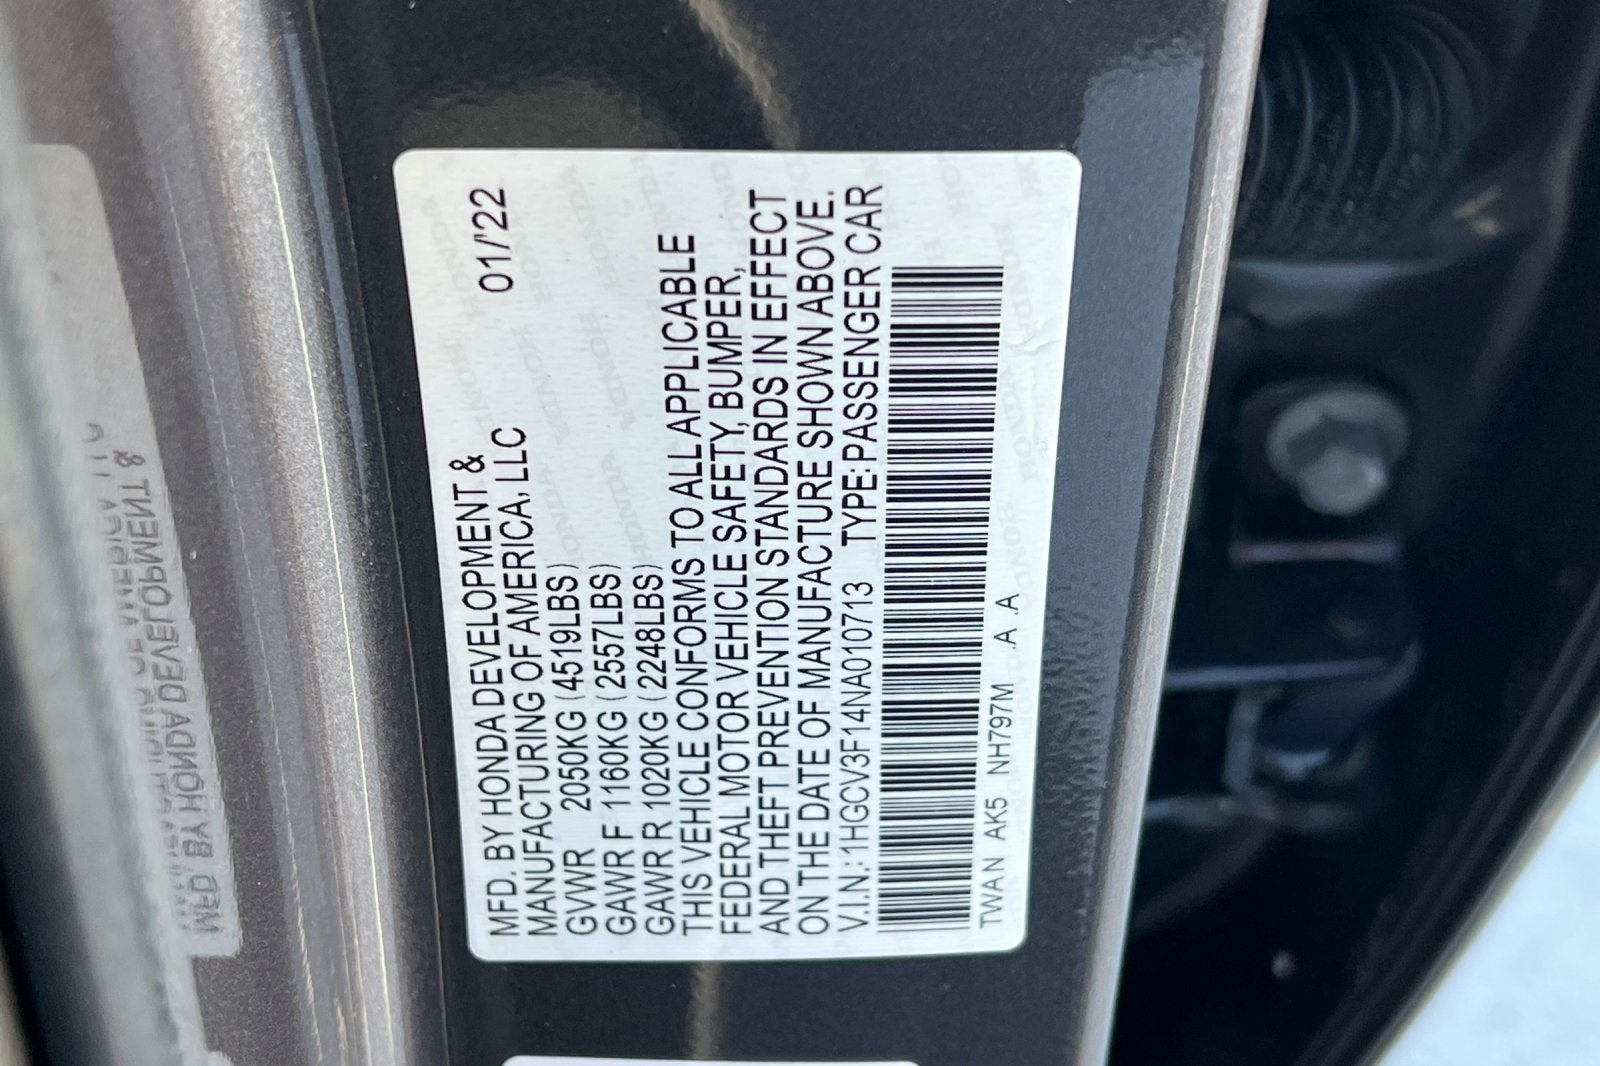 MFD. BY HONDA DEVELOPMENT &
MANUFACTURING OF AMERICA, LLC 01/'22
GVWR 2050KG (4519LBS)
GAWR F 1160KG (2557LBS)
GAWR R 1020KG (2248LBS)
THIS VEHICLE CONFORMS TO ALL APPLICABLE
FEDERAL MOTOR VEHICLE SAFETY, BUMPER,
AND THEFT PREVENTION STANDARDS IN EFFECT
ON THE DATE OF MANUFACTURE SHOWN ABOVE.
V.I.N.: 1HGCV3F14NA010713 TYPE: PASSENGER CAR
TWAN AK5 NH797M .A .A